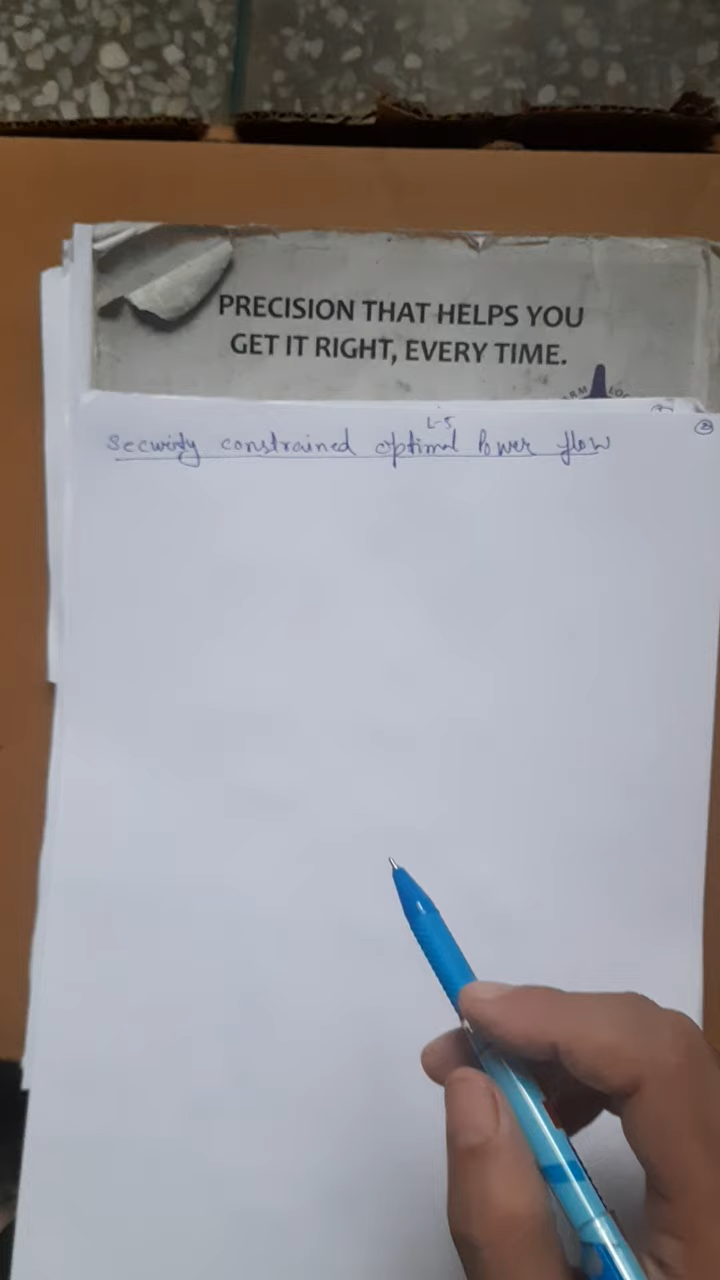 PRECISION THAT HELPS YOU
GET IT RIGHT, EVERY TIME.
L-5
Security constrained optimal Power flow